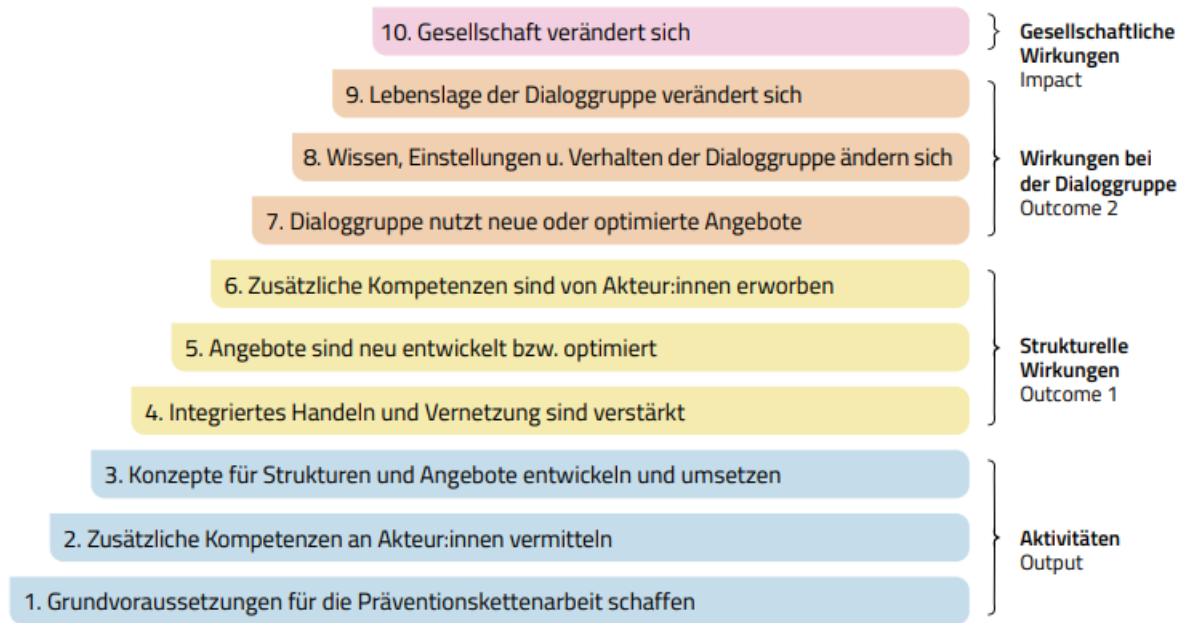 10. Gesellschaft verändert sich
Gesellschaftliche
Wirkungen
Impact
9. Lebenslage der Dialoggruppe verändert sich
8. Wissen, Einstellungen u. Verhalten der Dialoggruppe ändern sich
7. Dialoggruppe nutzt neue oder optimierte Angebote
Wirkungen bei
der Dialoggruppe
Outcome 2
6. Zusätzliche Kompetenzen sind von Akteur:innen erworben
5. Angebote sind neu entwickelt bzw. optimiert
4. Integriertes Handeln und Vernetzung sind verstärkt
Strukturelle
Wirkungen
Outcome 1
3. Konzepte für Strukturen und Angebote entwickeln und umsetzen
2. Zusätzliche Kompetenzen an Akteur:innen vermitteln
1. Grundvoraussetzungen für die Präventionskettenarbeit schaffen
Aktivitäten
Output